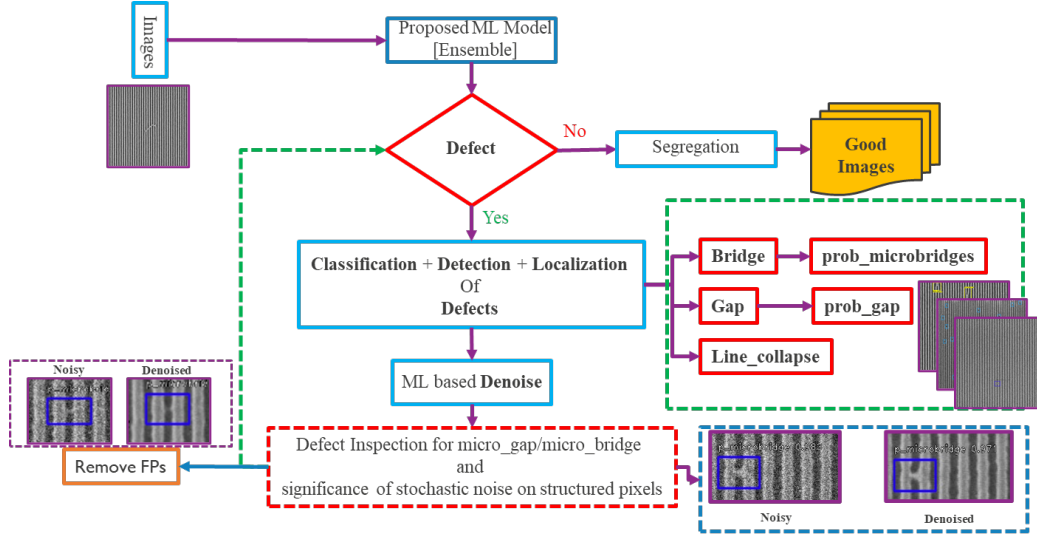 Images
Proposed ML Model
[Ensemble]
Defect
No
Segregation
Good
Images
Yes
Classification + Detection + Localization
Of
Defects
Bridge
prob_microbridges
Gap
prob_gap
Line_collapse
ML based Denoise
Noisy
Denoised
Remove FPs
Defect Inspection for micro_gap/micro_bridge
and
significance of stochastic noise on structured pixels
p_microbridge
p_microbridge
Noisy
Denoised